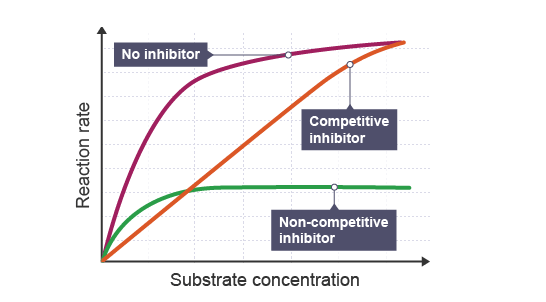 No inhibitor
Competitive
inhibitor
Non-competitive
inhibitor
Reaction rate
Substrate concentration